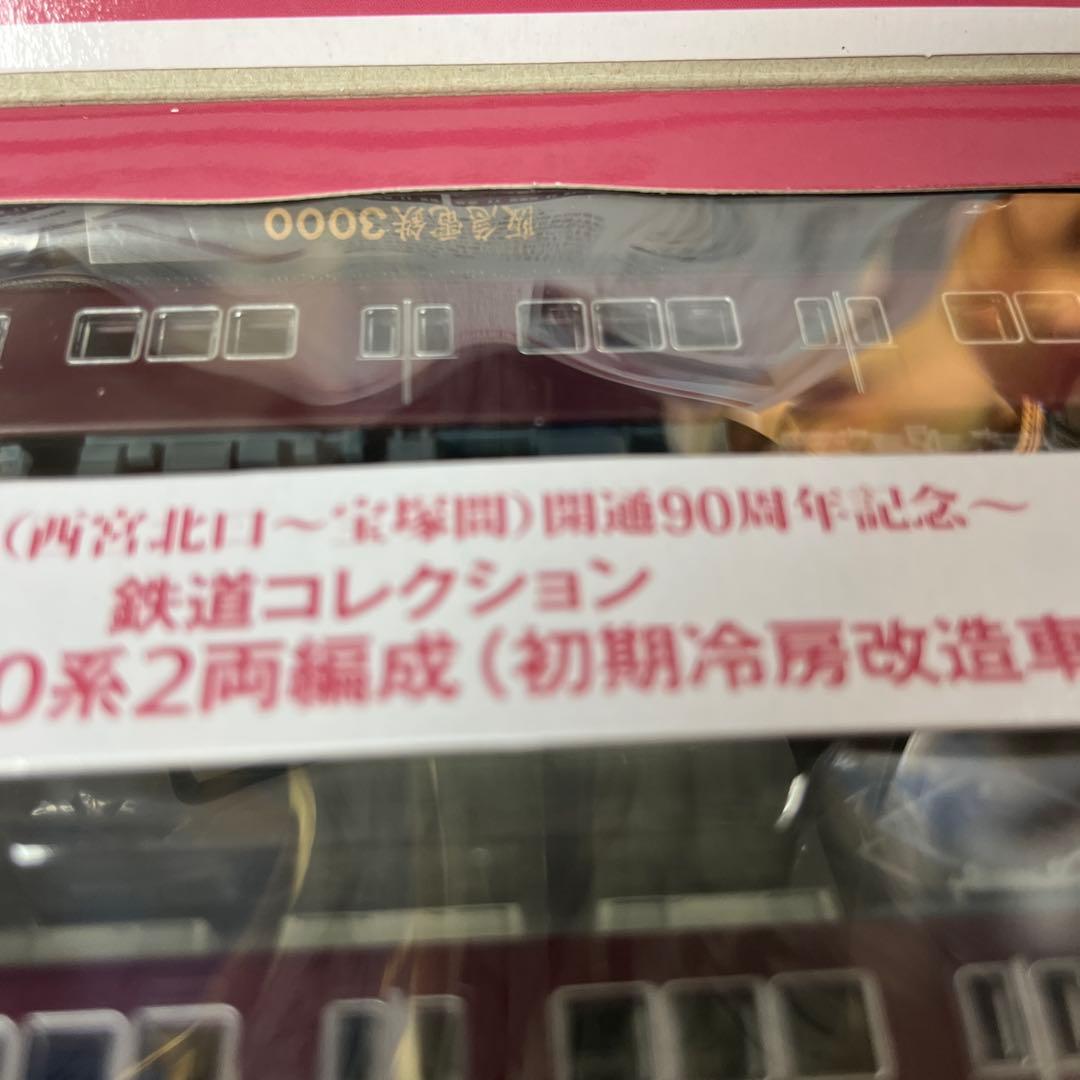 阪急電鉄3000
(西宮北口～宝塚間)開通90周年記念～
鉄道コレクション
0系2両編成(初期冷房改造車